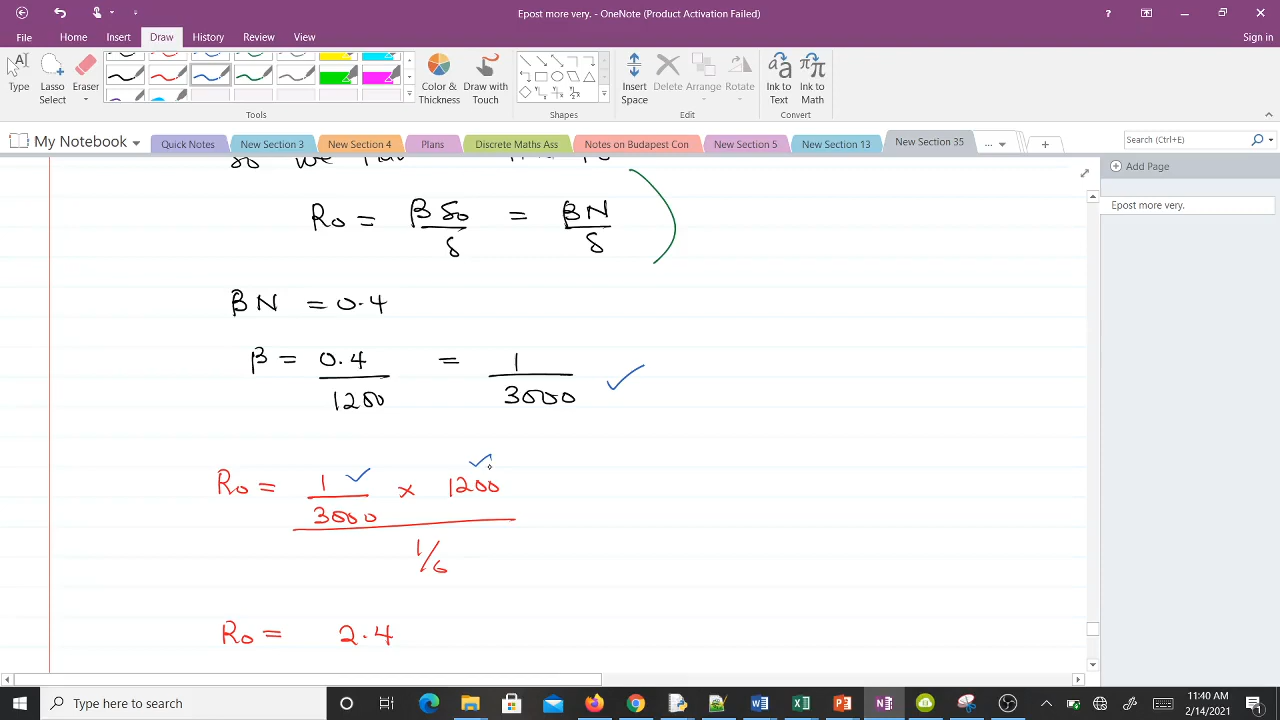 Epost more very. - OneNote (Product Activation Failed)
File Home Insert Draw History Review View Sign in
Type Lasso Select Eraser Color & Thickness Draw with Touch Insert Space Delete Arrange Rotate Ink to Text Ink to Math
Tools Shapes Edit Convert
My Notebook Quick Notes New Section 3 New Section 4 Plans Discrete Maths Ass Notes on Budapest Con New Section 5 New Section 13 New Section 35 ... + Search (Ctrl+E)
Add Page
Epost more very.
so we
R₀ = βS₀/δ = βN/δ
βN = 0.4
β = 0.4/1200 = 1/3000 ✓
R₀ = 1/3000 ✓ × 1200 ✓
1/6
R₀ = 2.4
Type here to search
11:40 AM
2/14/2021